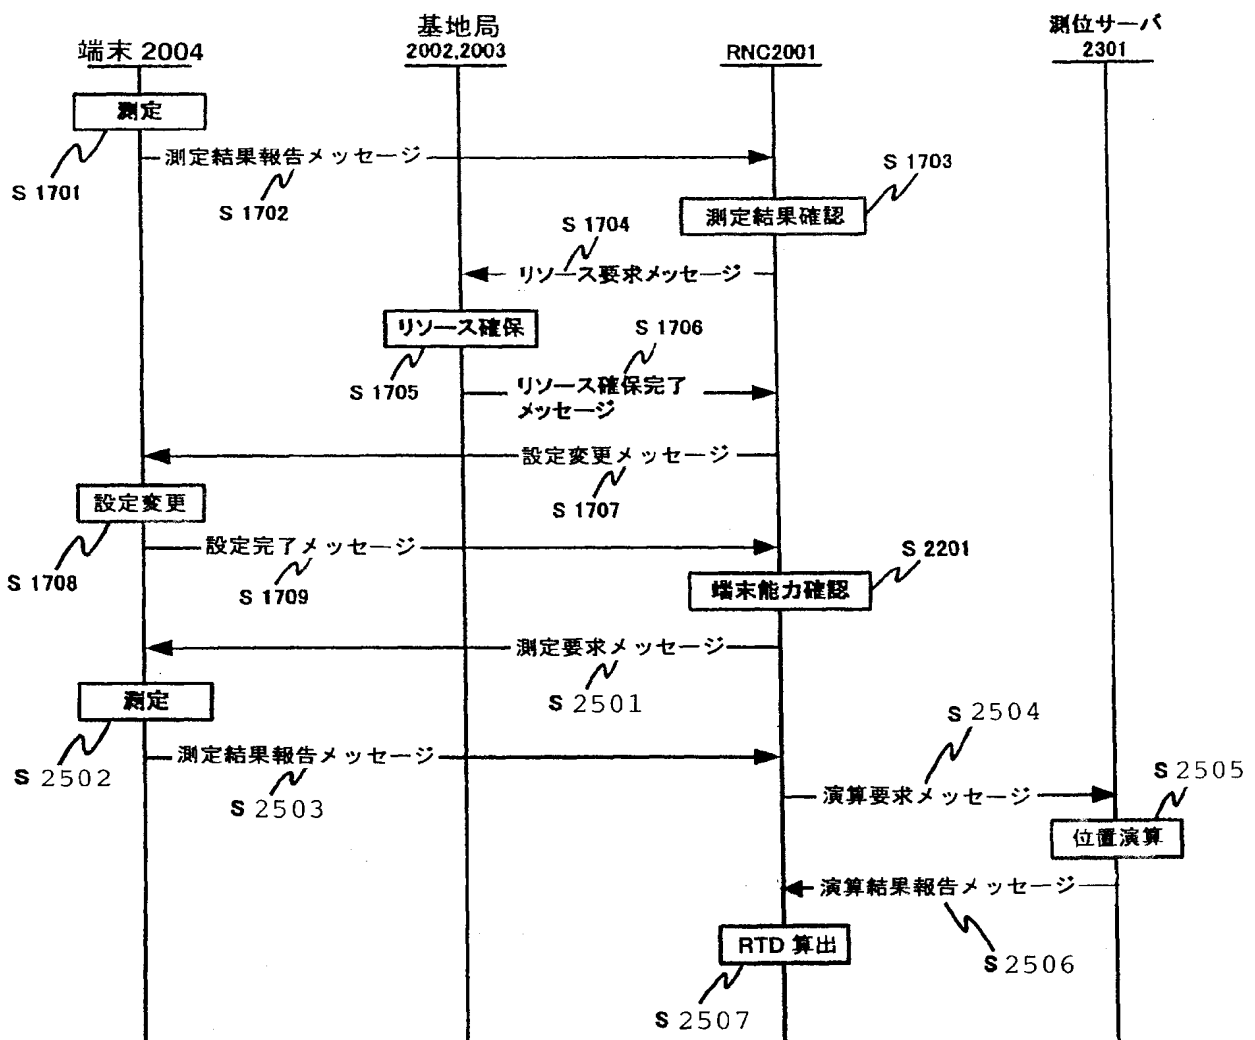 端末 2004
基地局
2002,2003
RNC2001
測位サーバ
2301
測定
S 1701
測定結果報告メッセージ
S 1702
S 1703
測定結果確認
S 1704
リソース要求メッセージ
リソース確保
S 1705
S 1706
リソース確保完了
メッセージ
設定変更メッセージ
S 1707
設定変更
S 1708
設定完了メッセージ
S 1709
S 2201
端末能力確認
測定要求メッセージ
S 2501
測定
S 2502
測定結果報告メッセージ
S 2503
S 2504
演算要求メッセージ
S 2505
位置演算
演算結果報告メッセージ
S 2506
RTD 算出
S 2507